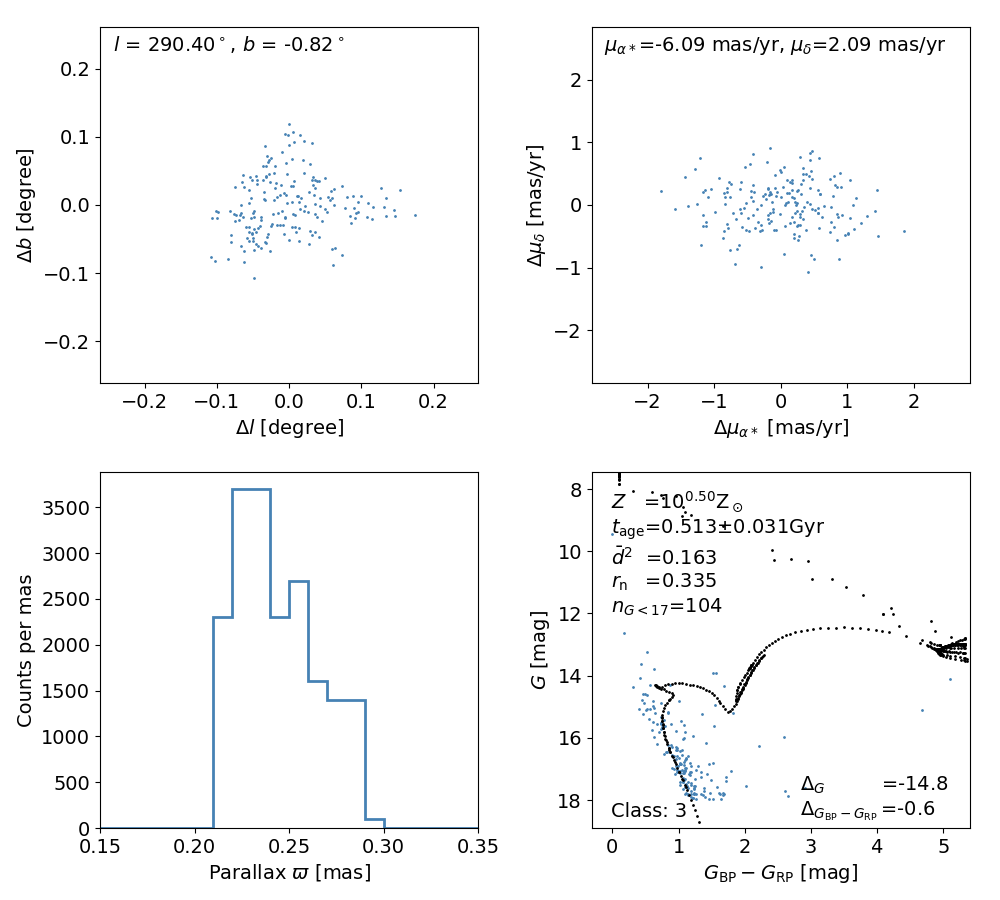 l = 290.40°, b = -0.82°
0.2
0.1
0.0
−0.1
−0.2
Δb [degree]
−0.2 −0.1 0.0 0.1 0.2
Δl [degree]
μα*=-6.09 mas/yr, μδ=2.09 mas/yr
2
1
0
−1
−2
Δμδ [mas/yr]
−2 −1 0 1 2
Δμα* [mas/yr]
3500
3000
2500
2000
1500
1000
500
0
Counts per mas
0.15 0.20 0.25 0.30 0.35
Parallax ϖ [mas]
Z =10^0.50 Z⊙
t_age=0.513±0.031Gyr
d̄² =0.163
r_n =0.335
n_G<17=104
8
10
12
14
16
18
G [mag]
Δ_G =-14.8
Δ_GBP−GRP =-0.6
Class: 3
0 1 2 3 4 5
G_BP − G_RP [mag]